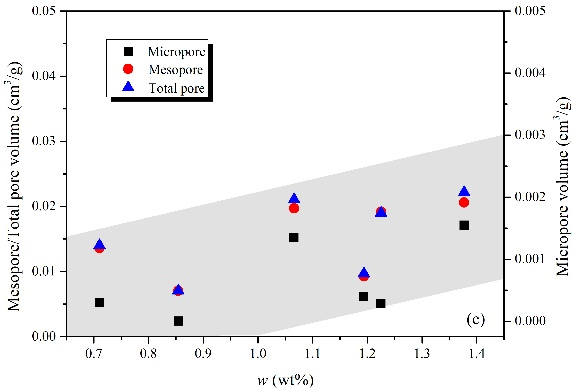 0.05
0.04
0.03
0.02
0.01
0.00
Mesopore/Total pore volume (cm³/g)
Micropore
Mesopore
Total pore
0.005
0.004
0.003
0.002
0.001
0.000
Micropore volume (cm³/g)
(c)
0.7 0.8 0.9 1.0 1.1 1.2 1.3 1.4
w (wt%)